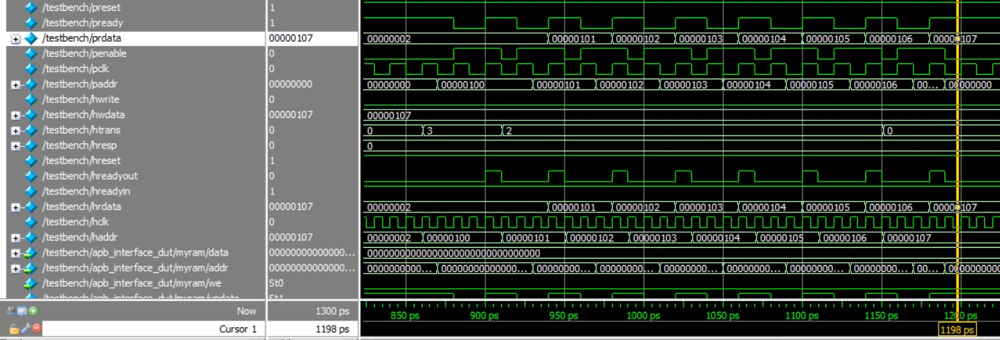 /testbench/preset 1
/testbench/pready 1
/testbench/prdata 00000107 00000002 00000101 00000102 00000103 00000104 00000105 00000106 00000107
/testbench/penable 0
/testbench/pclk 0
/testbench/paddr 00000000 00000000 00000100 00000101 00000102 00000103 00000104 00000105 00000106 00... 00000000
/testbench/hwrite 0
/testbench/hwdata 00000107 00000107
/testbench/htrans 0 0 3 2 0
/testbench/hresp 0 0
/testbench/hreset 1
/testbench/hreadyout 0
/testbench/hreadyin 1
/testbench/hrdata 00000107 00000002 00000101 00000102 00000103 00000104 00000105 00000106 00000107
/testbench/hclk 0
/testbench/haddr 00000107 00000002 00000100 00000101 00000102 00000103 00000104 00000105 00000106 00000107
/testbench/apb_interface_dut/myram/data 00000000000000... 00000000000000000000000000000000
/testbench/apb_interface_dut/myram/addr 00000000000000... 0000000000... 00000000000000... 0000000000... 0000000000... 0000000000... 0000000000... 0000000000... 0000000000... 00... 0000000000
/testbench/apb_interface_dut/myram/we St0
/testbench/apb_interface_dut/myram/update St1
Now 1300 ps 850 ps 900 ps 950 ps 1000 ps 1050 ps 1100 ps 1150 ps 1200 ps
Cursor 1 1198 ps 1198 ps